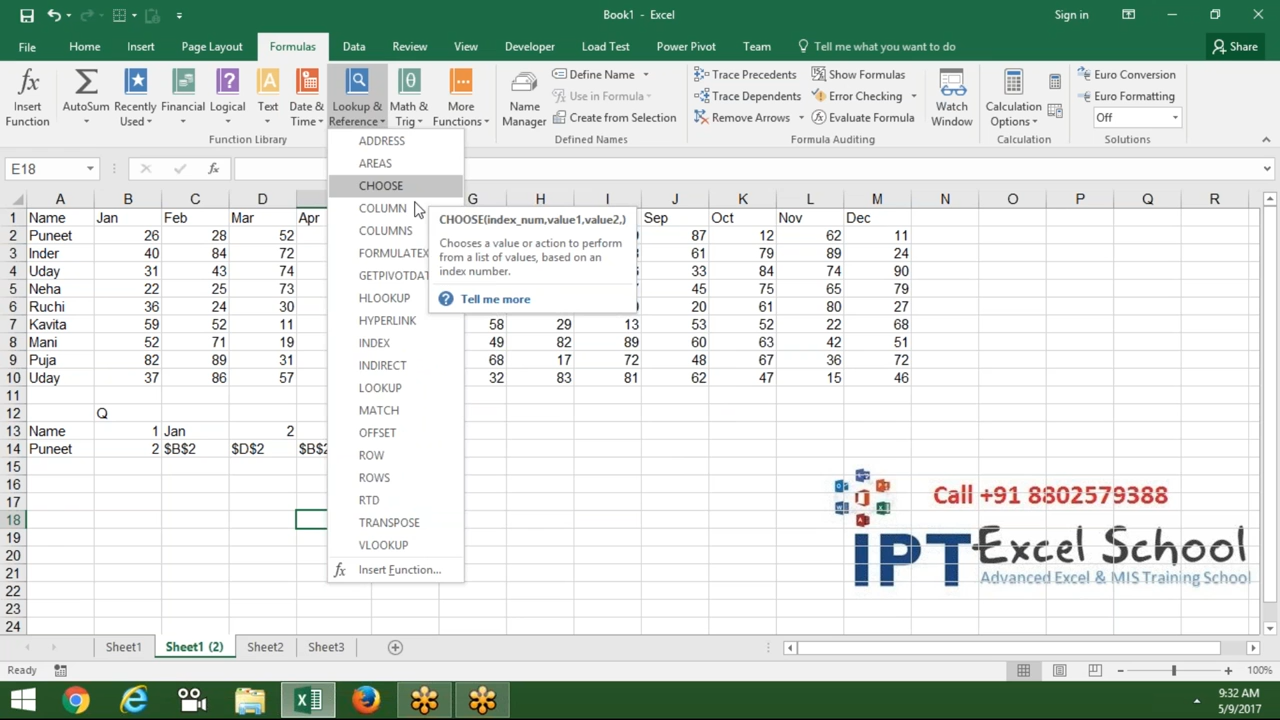 Book1 - Excel
Sign in
File Home Insert Page Layout Formulas Data Review View Developer Load Test Power Pivot Team Tell me what you want to do Share
Insert Function
AutoSum
Recently Used
Financial
Logical
Text
Date & Time
Lookup & Reference
Math & Trig
More Functions
Function Library
Name Manager
Define Name
Use in Formula
Create from Selection
Defined Names
Trace Precedents
Trace Dependents
Remove Arrows
Show Formulas
Error Checking
Evaluate Formula
Formula Auditing
Watch Window
Calculation Options
Calculation
Euro Conversion
Euro Formatting
Off
Solutions
E18
fx
ADDRESS
AREAS
CHOOSE
COLUMN
COLUMNS
FORMULATEX
GETPIVOTDAT
HLOOKUP
HYPERLINK
INDEX
INDIRECT
LOOKUP
MATCH
OFFSET
ROW
ROWS
RTD
TRANSPOSE
VLOOKUP
fx Insert Function...
CHOOSE(index_num,value1,value2,)
Chooses a value or action to perform
from a list of values, based on an
index number.
Tell me more
A B C D G H I J K L M N O P Q R
1 Name Jan Feb Mar Apr Sep Oct Nov Dec
2 Puneet 26 28 52 87 12 62 11
3 Inder 40 84 72 61 79 89 24
4 Uday 31 43 74 33 84 74 90
5 Neha 22 25 73 45 75 65 79
6 Ruchi 36 24 30 20 61 80 27
7 Kavita 59 52 11 58 29 13 53 52 22 68
8 Mani 52 71 19 49 82 89 60 63 42 51
9 Puja 82 89 31 68 17 72 48 67 36 72
10 Uday 37 86 57 32 83 81 62 47 15 46
11
12 Q
13 Name 1 Jan 2
14 Puneet 2 $B$2 $D$2 $B$2
15
16
17
18
19
20
21
22
23
24
Call +91 8802579388
IPT Excel School
Advanced Excel & MIS Training School
Sheet1 Sheet1 (2) Sheet2 Sheet3
Ready
100%
9:32 AM
5/9/2017